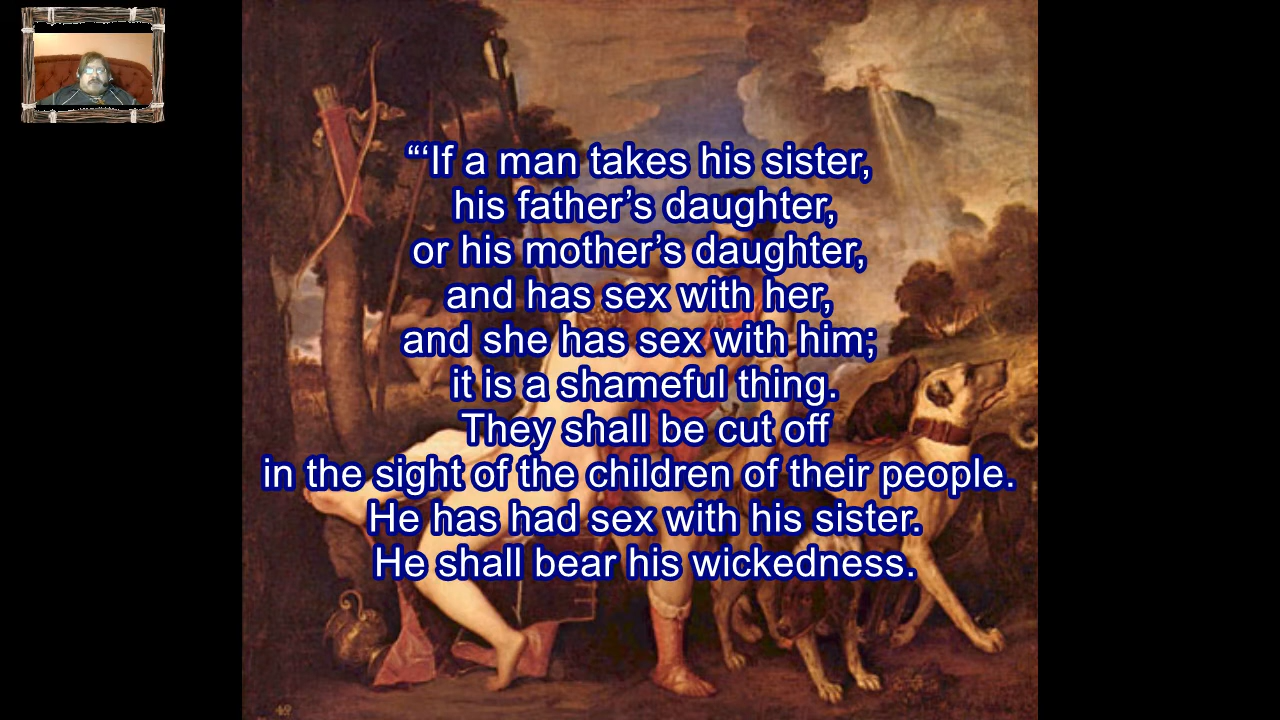 “‘If a man takes his sister,
his father’s daughter,
or his mother’s daughter,
and has sex with her,
and she has sex with him;
it is a shameful thing.
They shall be cut off
in the sight of the children of their people.
He has had sex with his sister.
He shall bear his wickedness.
49